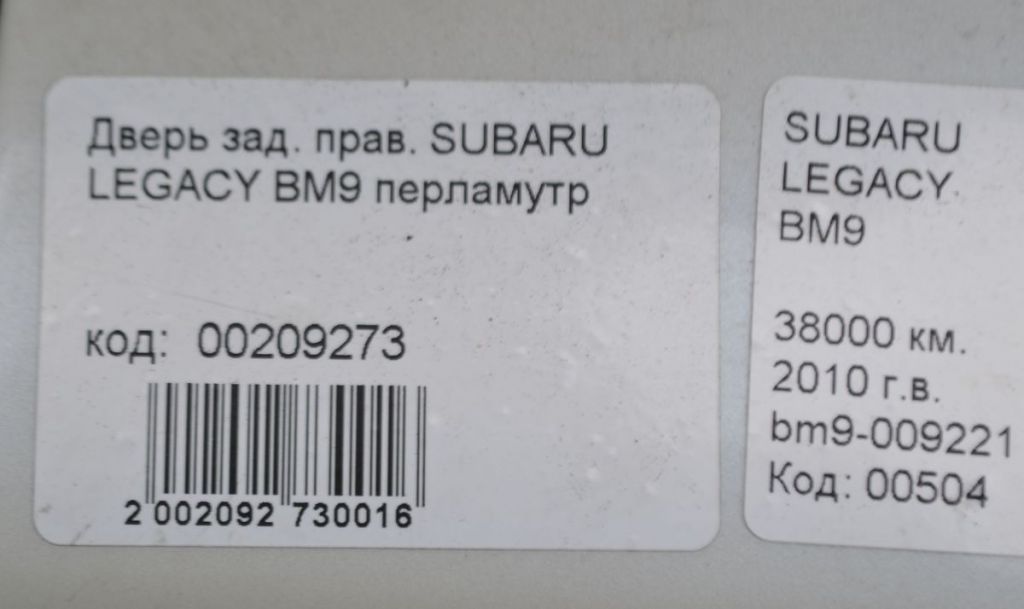 Дверь зад. прав. SUBARU
LEGACY BM9 перламутр
код: 00209273
2 002092 730016
SUBARU
LEGACY
BM9
38000 км.
2010 г.в.
bm9-009221
Код: 00504